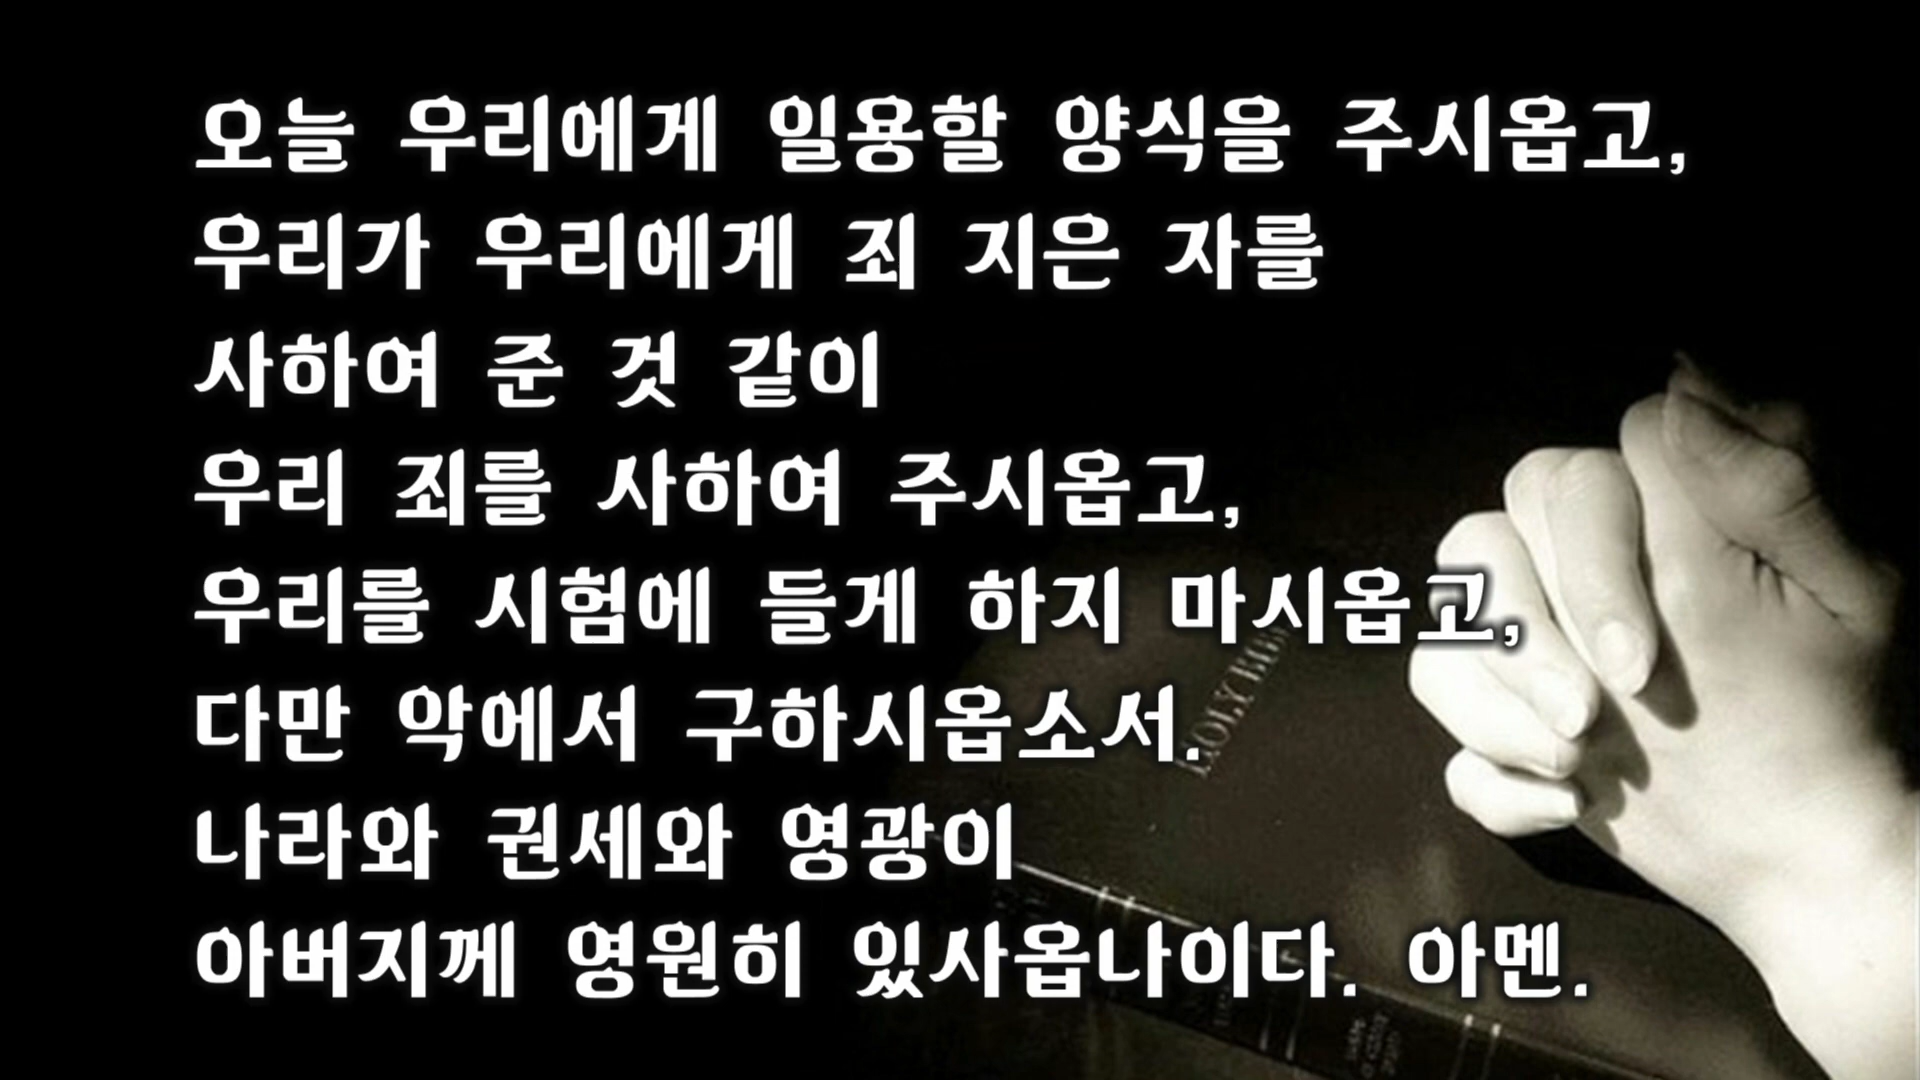 오늘 우리에게 일용할 양식을 주시옵고,
우리가 우리에게 죄 지은 자를
사하여 준 것 같이
우리 죄를 사하여 주시옵고,
우리를 시험에 들게 하지 마시옵고,
다만 악에서 구하시옵소서.
나라와 권세와 영광이
아버지께 영원히 있사옵나이다. 아멘.
HOLY BIBLE